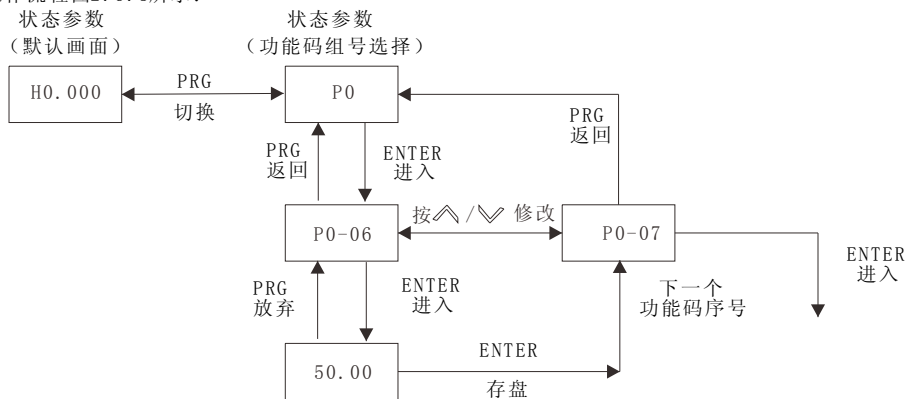 状态参数
（默认画面）
状态参数
（功能码组号选择）
H0.000
PRG
切换
P0
PRG
返回
PRG
返回
ENTER
进入
P0-06
按 / 修改
P0-07
ENTER
进入
PRG
放弃
ENTER
进入
下一个
功能码序号
50.00
ENTER
存盘